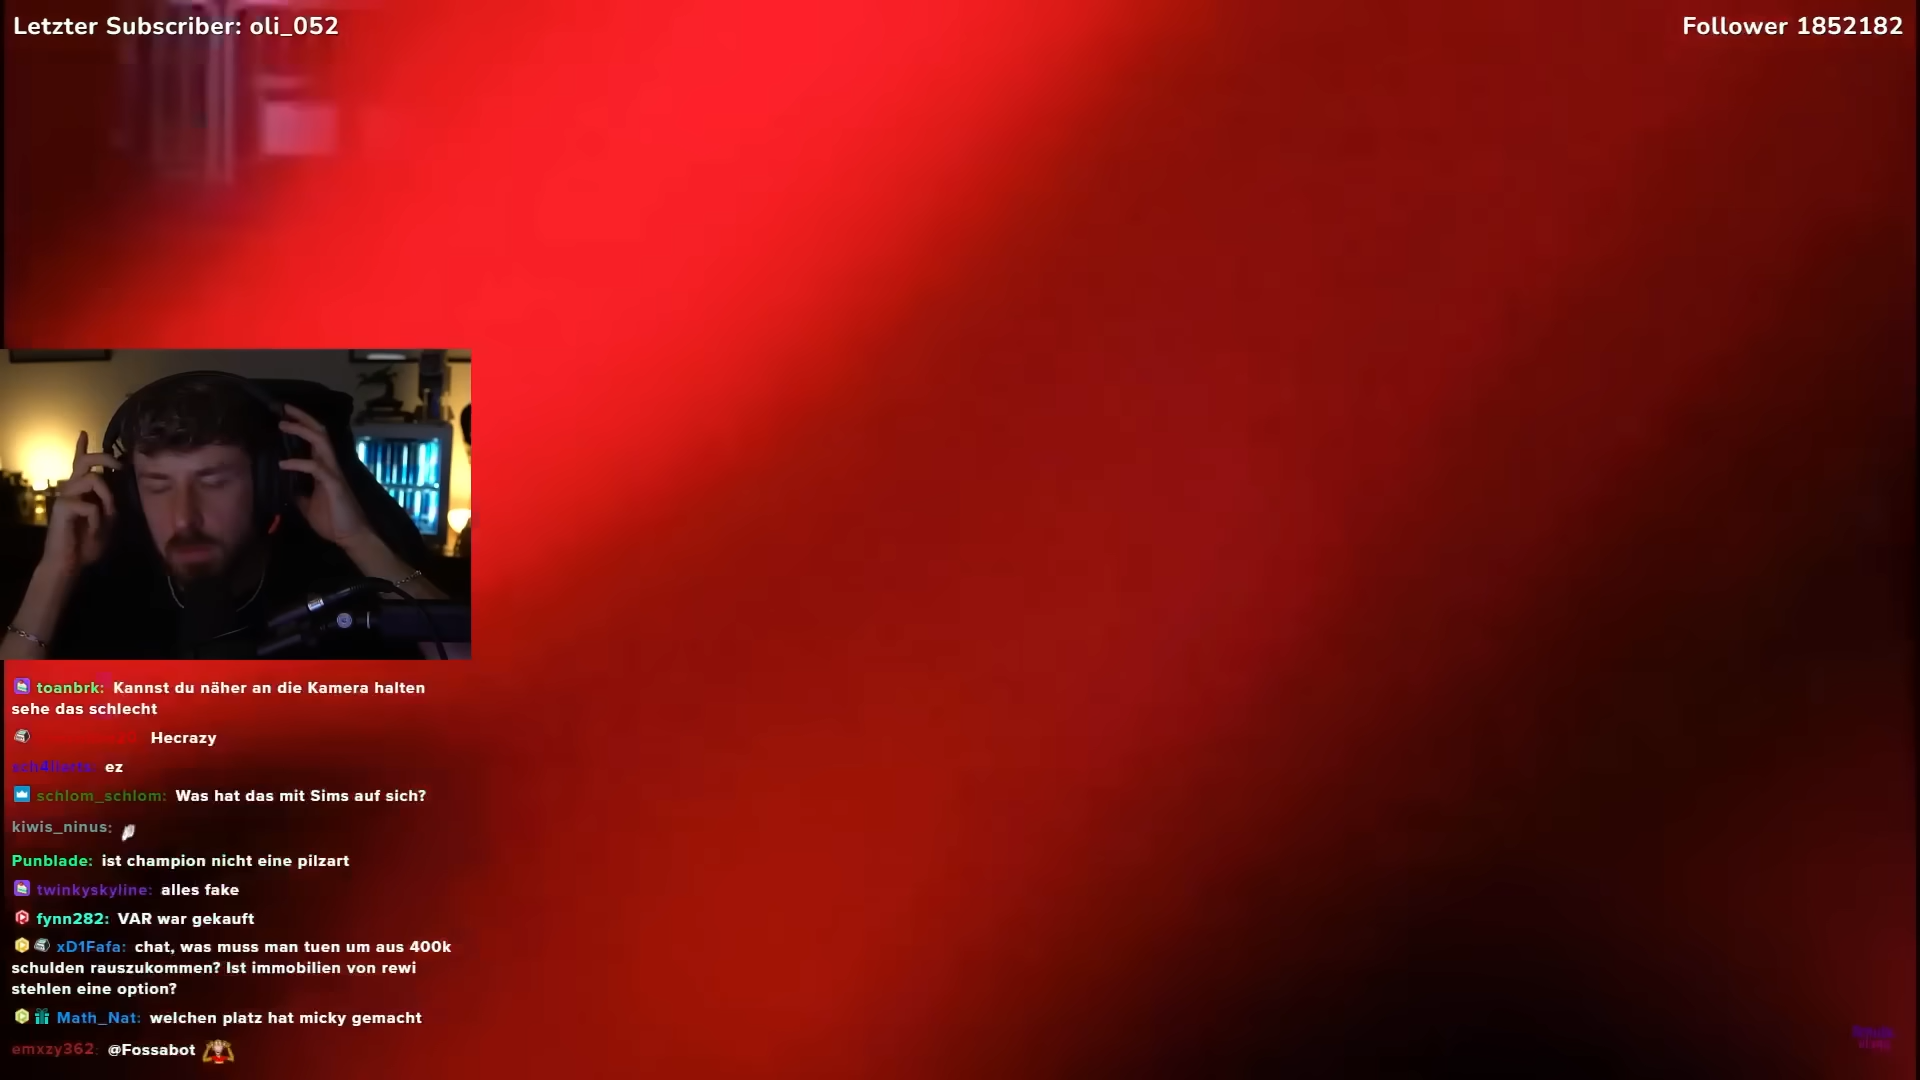 Letzter Subscriber: oli_052
Follower 1852182
toanbrk: Kannst du näher an die Kamera halten
sehe das schlecht
Hecrazy
ez
schlom_schlom: Was hat das mit Sims auf sich?
kiwis_ninus:
Punblade: ist champion nicht eine pilzart
twinkyskyline: alles fake
fynn282: VAR war gekauft
xD1Fafa: chat, was muss man tuen um aus 400k
schulden rauszukommen? Ist immobilien von rewi
stehlen eine option?
Math_Nat: welchen platz hat micky gemacht
emxzy362: @Fossabot